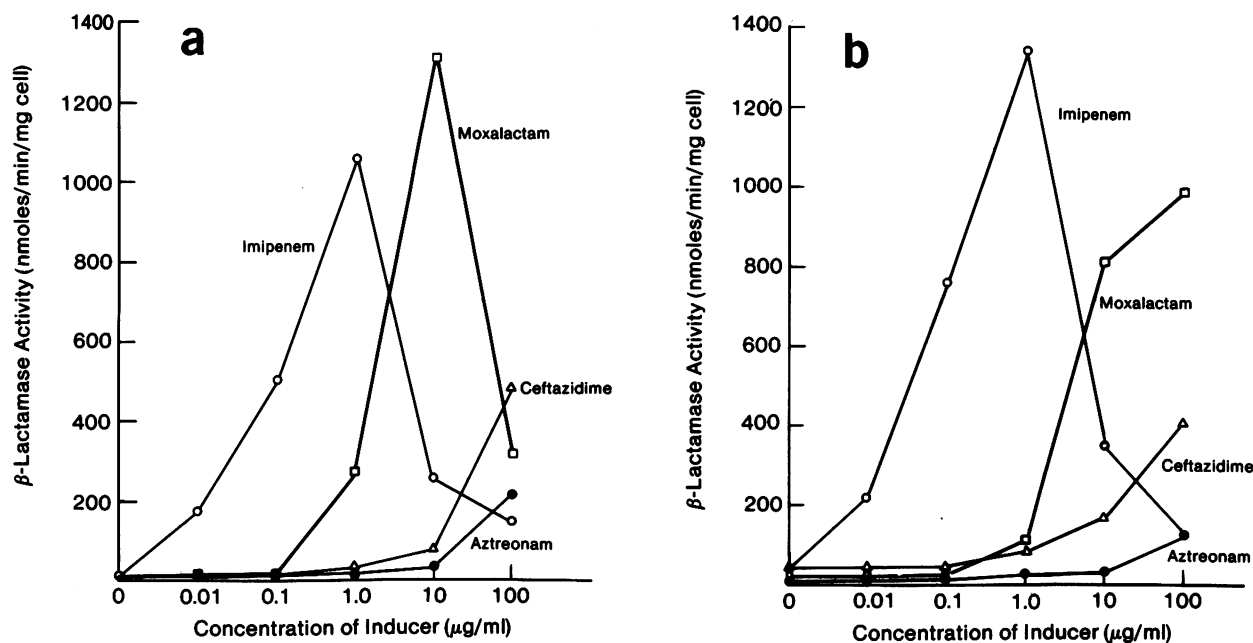 a
1400
1200
1000
800
600
400
200
β-Lactamase Activity (nmoles/min/mg cell)
Moxalactam
Imipenem
Ceftazidime
Aztreonam
0 0.01 0.1 1.0 10 100
Concentration of Inducer (μg/ml)
b
1400
1200
1000
800
600
400
200
β-Lactamase Activity (nmoles/min/mg cell)
Imipenem
Moxalactam
Ceftazidime
Aztreonam
0 0.01 0.1 1.0 10 100
Concentration of Inducer (μg/ml)